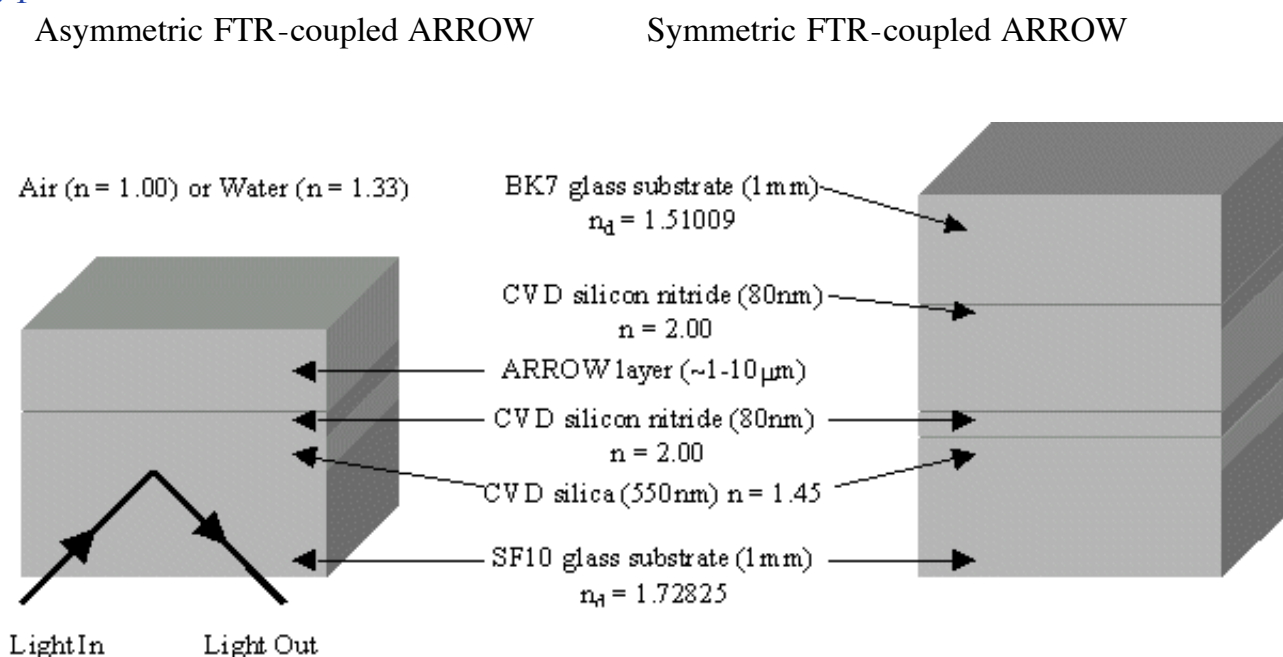 Asymmetric FTR-coupled ARROW
Symmetric FTR-coupled ARROW
Air (n = 1.00) or Water (n = 1.33)
BK7 glass substrate (1mm)
nd = 1.51009
CVD silicon nitride (80nm)
n = 2.00
ARROW layer (~1-10μm)
CVD silicon nitride (80nm)
n = 2.00
CVD silica (550nm) n = 1.45
SF10 glass substrate (1mm)
nd = 1.72825
Light In
Light Out